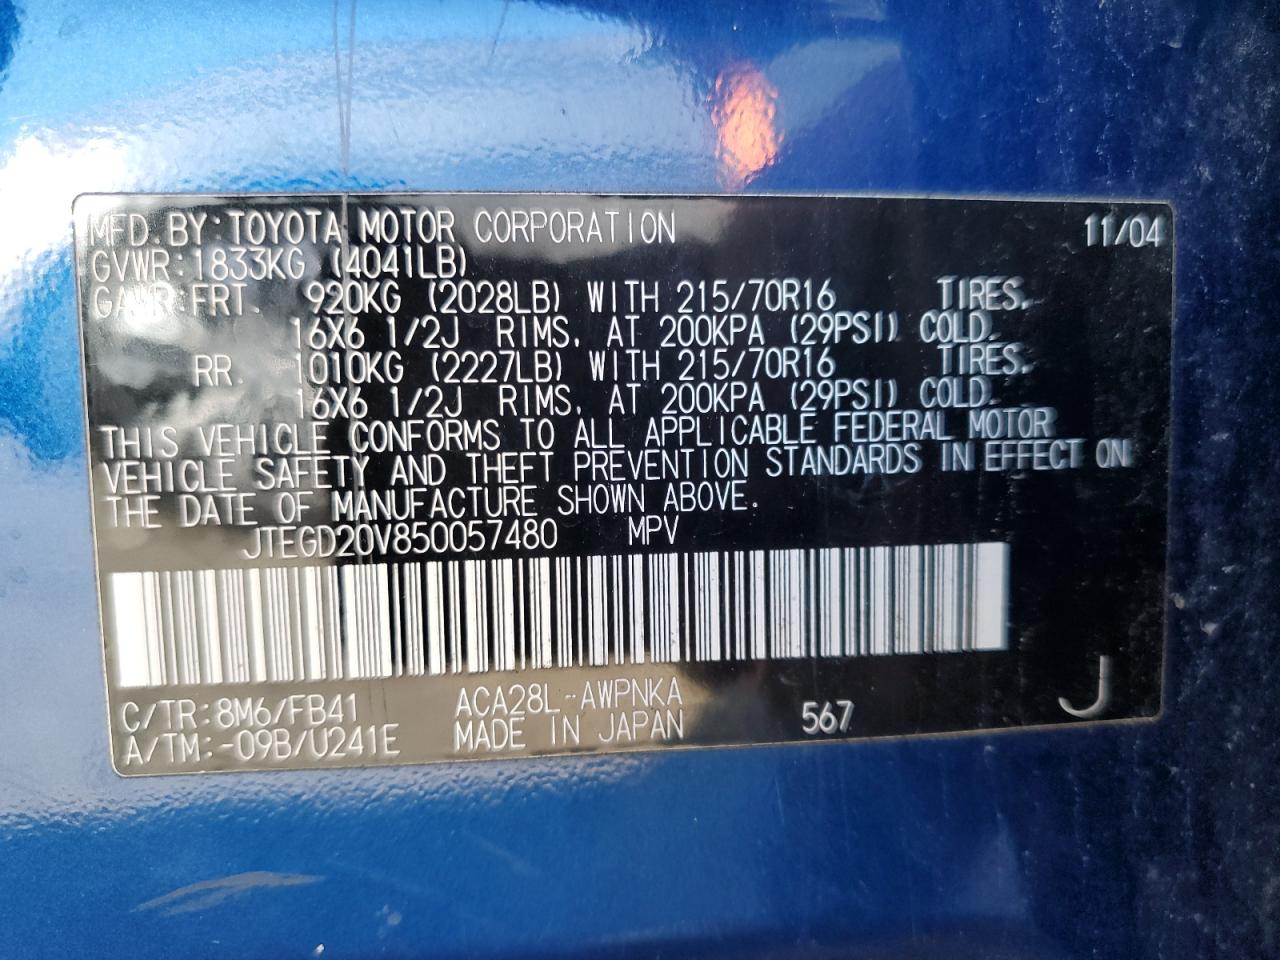 MFD. BY: TOYOTA MOTOR CORPORATION 11/04
GVWR: 1833KG (4041LB)
GAWR: FRT. 920KG (2028LB) WITH 215/70R16 TIRES,
16X6 1/2J RIMS, AT 200KPA (29PSI) COLD.
RR. 1010KG (2227LB) WITH 215/70R16 TIRES,
16X6 1/2J RIMS, AT 200KPA (29PSI) COLD.
THIS VEHICLE CONFORMS TO ALL APPLICABLE FEDERAL MOTOR
VEHICLE SAFETY AND THEFT PREVENTION STANDARDS IN EFFECT ON
THE DATE OF MANUFACTURE SHOWN ABOVE.
JTEGD20V850057480 MPV
C/TR: 8M6/FB41 ACA28L-AWPNKA
A/TM: -09B/U241E MADE IN JAPAN 567 J